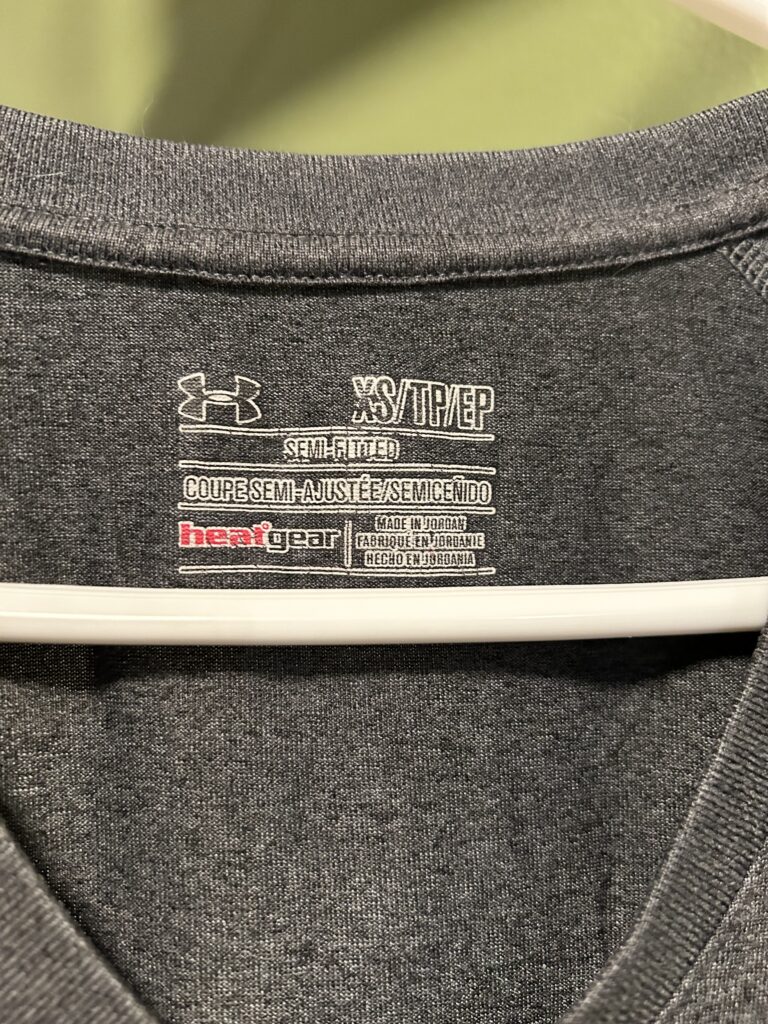 XS/TP/EP
SEMI-FITTED
COUPE SEMI-AJUSTÉE/SEMICEÑIDO
heatgear
MADE IN JORDAN
FABRIQUÉ EN JORDANIE
HECHO EN JORDANIA